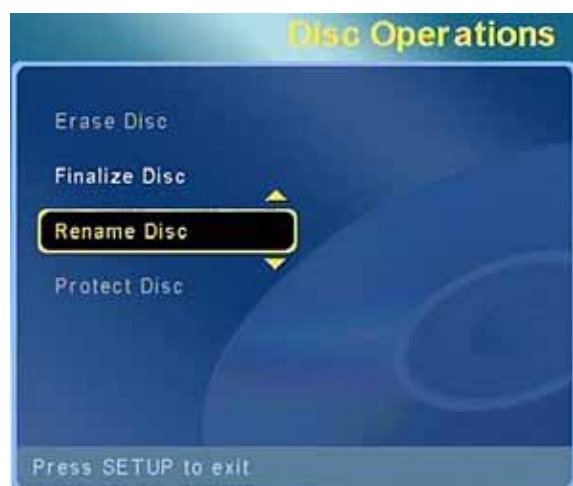 Disc Operations
Erase Disc
Finalize Disc
Rename Disc
Protect Disc
Press SETUP to exit